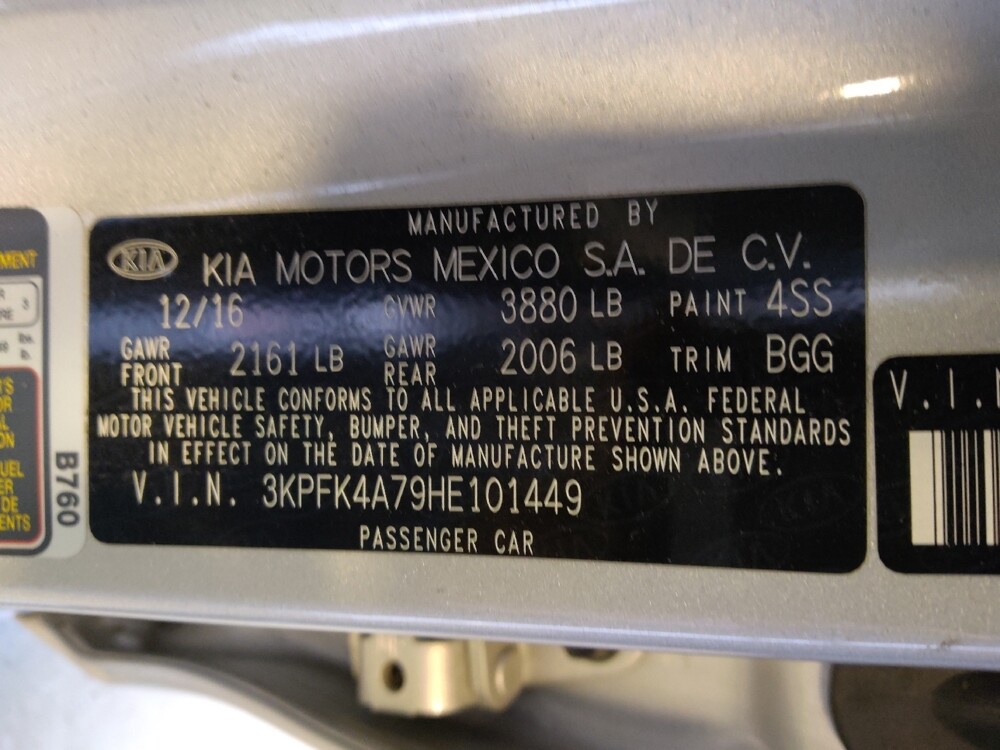 MANUFACTURED BY
KIA KIA MOTORS MEXICO S.A. DE C.V.
12/16 GVWR 3880 LB PAINT 4SS
GAWR FRONT 2161 LB GAWR REAR 2006 LB TRIM BGG
THIS VEHICLE CONFORMS TO ALL APPLICABLE U.S.A. FEDERAL
MOTOR VEHICLE SAFETY, BUMPER, AND THEFT PREVENTION STANDARDS
IN EFFECT ON THE DATE OF MANUFACTURE SHOWN ABOVE.
V.I.N. 3KPFK4A79HE101449
PASSENGER CAR
B760
V.I.N